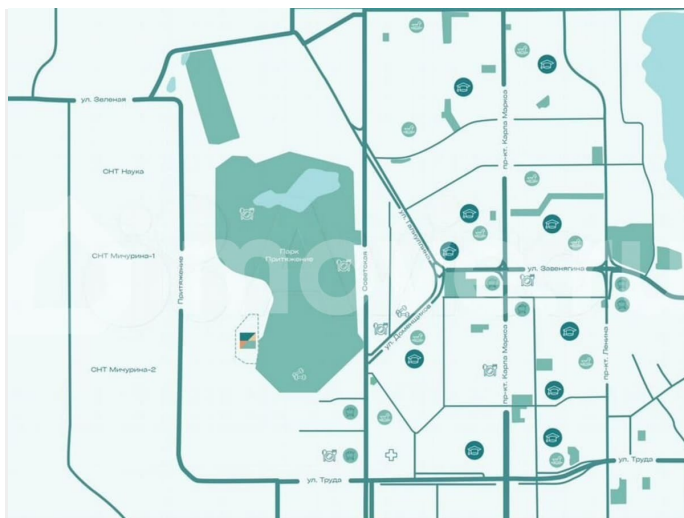 ул. Зеленая
пр-кт. Карла Маркса
СНТ Наука
ул. Галиуллина
СНТ Мичурина-1
Парк
Притяжение
Притяжение
Советская
ул. Завенягина
ул. Доменщиков
СНТ Мичурина-2
пр-кт. Карла Маркса
пр-кт. Ленина
ул. Труда
ул. Труда